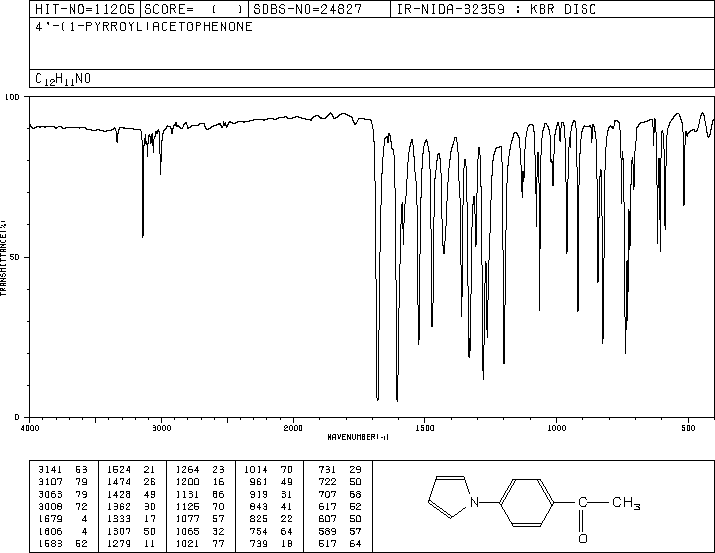 HIT-NO=11205 SCORE= ( ) SDBS-NO=24827 IR-NIDA-32359 : KBR DISC
4'-(1-PYRROYL)ACETOPHENONE
C12H11NO
100
50
0
TRANSMITTANCE(%)
4000 3000 2000 1500 1000 500
WAVENUMBER(-1)
3141 53 1524 21 1264 23 1014 70 731 29
3107 79 1474 26 1200 16 961 49 722 50
3063 79 1428 49 1131 66 919 31 707 68
3008 72 1362 30 1125 70 843 41 617 52
1679 4 1333 17 1077 57 825 22 607 50
1606 4 1307 50 1065 32 754 64 589 57
1583 52 1279 11 1021 77 739 18 517 64
N
C
CH3
O